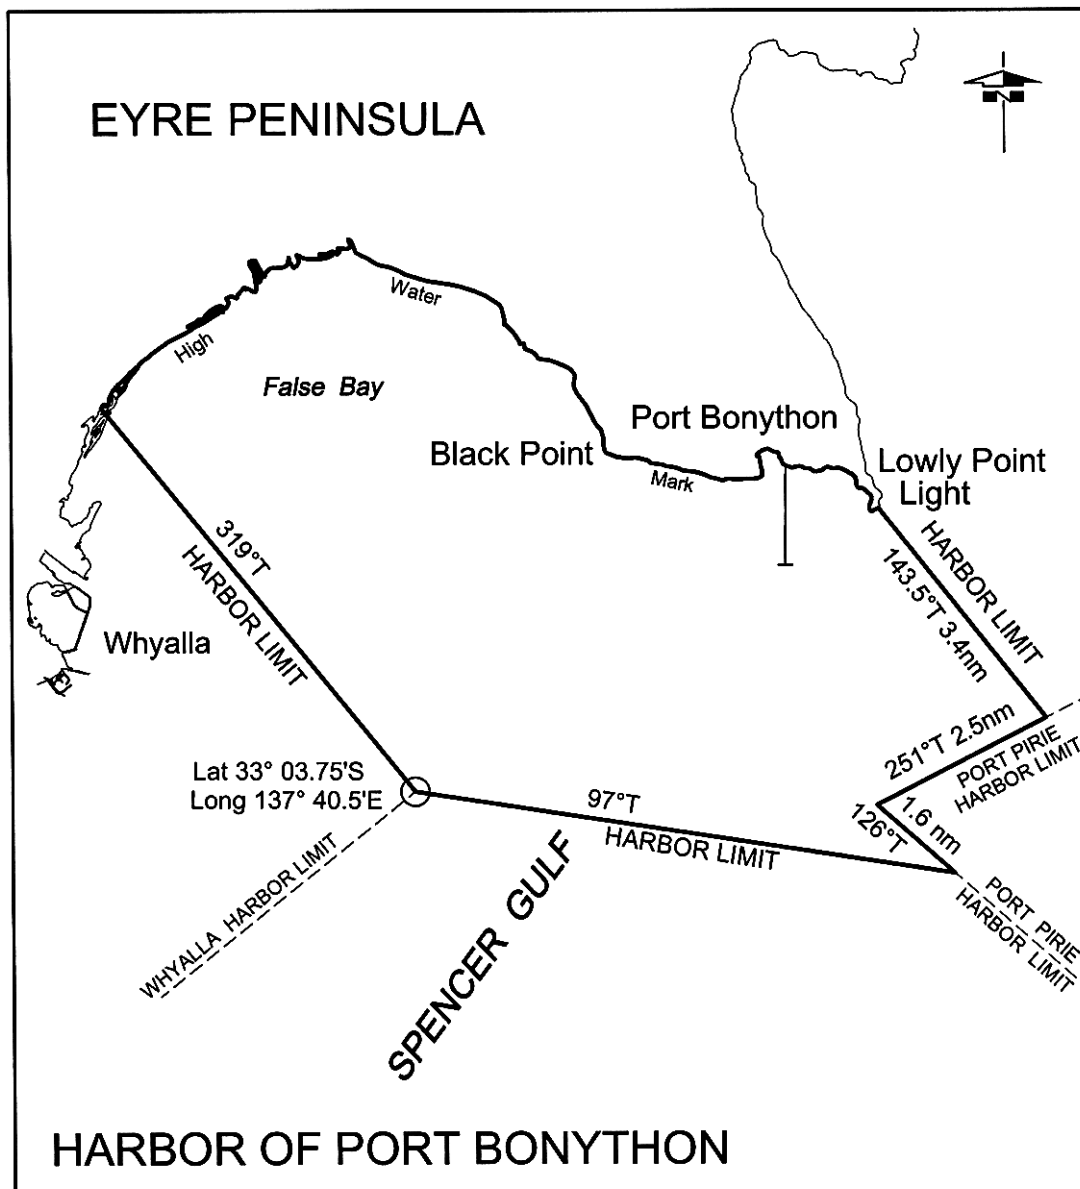 EYRE PENINSULA
N
Water
High
False Bay
Port Bonython
Black Point
Mark
Lowly Point
Light
HARBOR LIMIT
143.5°T 3.4nm
319°T
HARBOR LIMIT
Whyalla
251°T 2.5nm
PORT PIRIE
HARBOR LIMIT
Lat 33° 03.75'S
Long 137° 40.5'E
97°T
HARBOR LIMIT
1.6 nm
126°T
WHYALLA HARBOR LIMIT
SPENCER GULF
PORT PIRIE
HARBOR LIMIT
HARBOR OF PORT BONYTHON